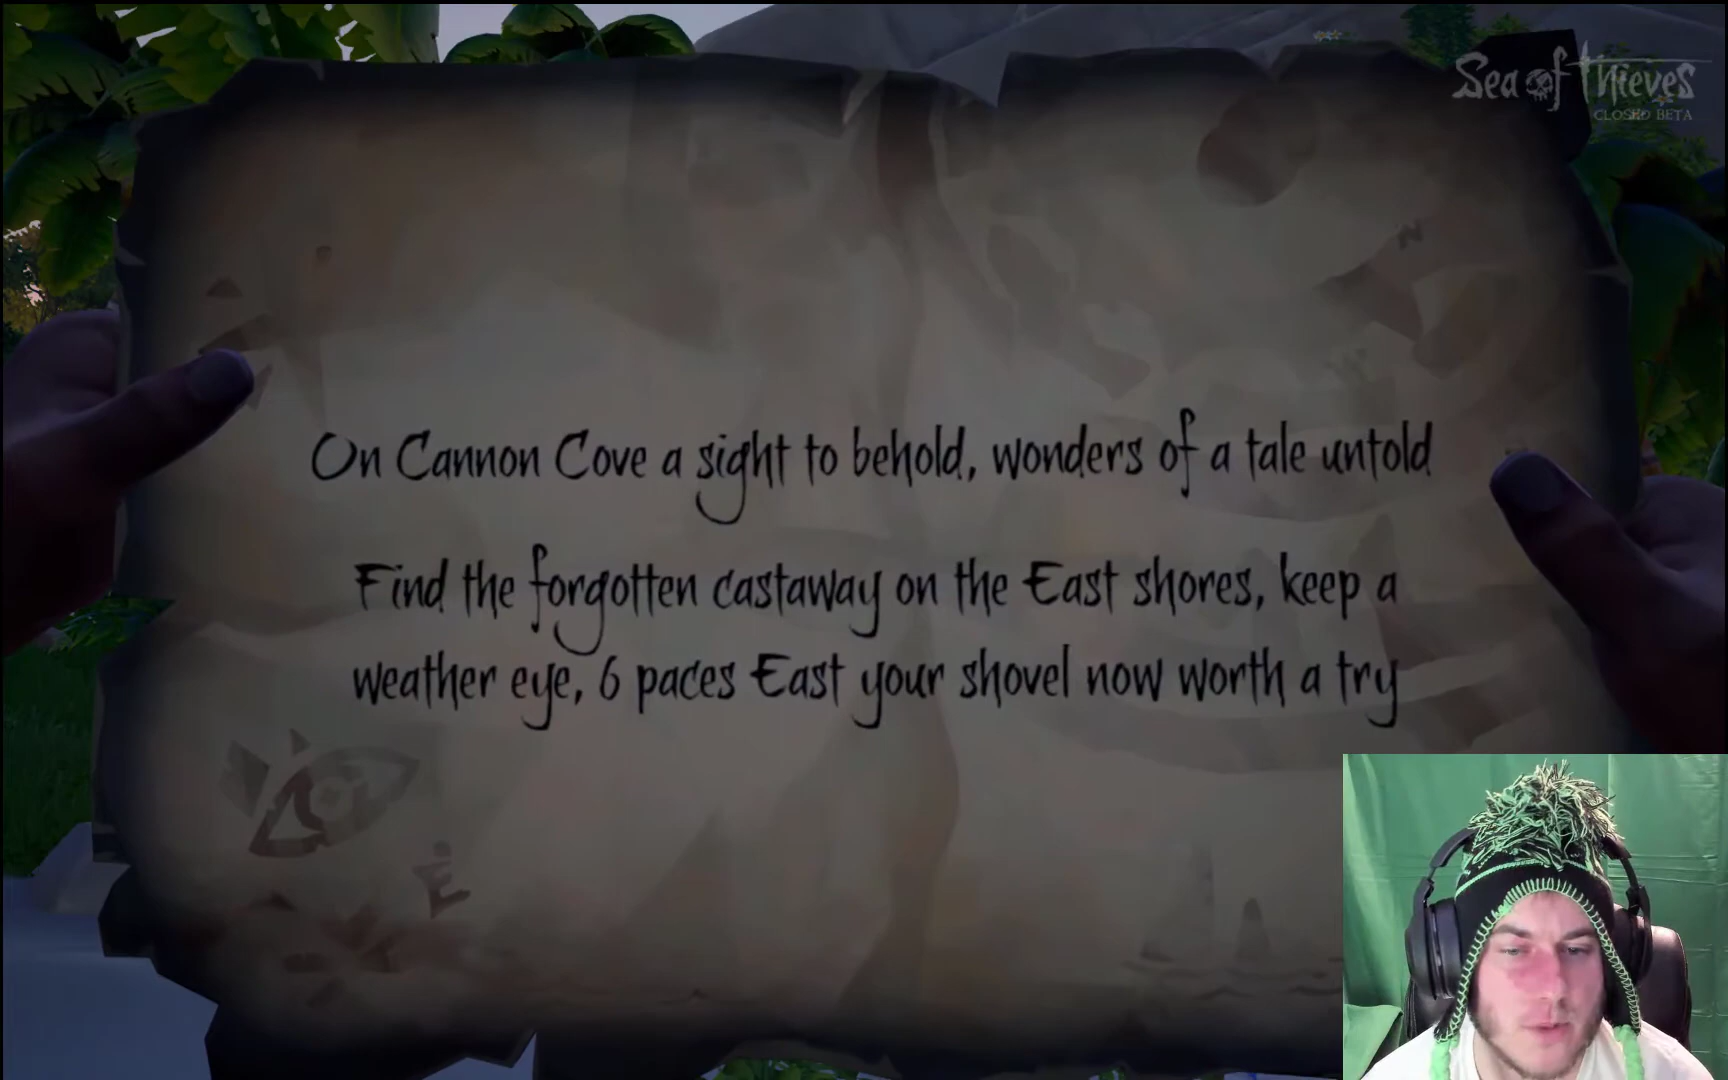 Sea of Thieves
CLOSED BETA
N
On Cannon Cove a sight to behold, wonders of a tale untold
Find the forgotten castaway on the East shores, keep a
weather eye, 6 paces East your shovel now worth a try
E